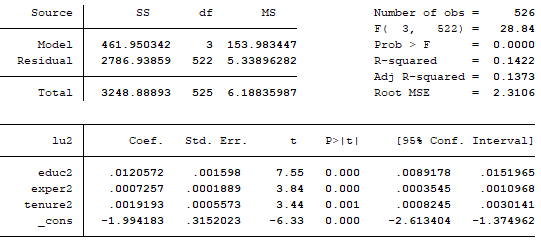 Source SS df MS Number of obs = 526
F( 3, 522) = 28.84
Model 461.950342 3 153.983447 Prob > F = 0.0000
Residual 2786.93859 522 5.33896282 R-squared = 0.1422
Adj R-squared = 0.1373
Total 3248.88893 525 6.18835987 Root MSE = 2.3106
lu2 Coef. Std. Err. t P>|t| [95% Conf. Interval]
educ2 .0120572 .001598 7.55 0.000 .0089178 .0151965
exper2 .0007257 .0001889 3.84 0.000 .0003545 .0010968
tenure2 .0019193 .0005573 3.44 0.001 .0008245 .0030141
_cons -1.994183 .3152023 -6.33 0.000 -2.613404 -1.374962